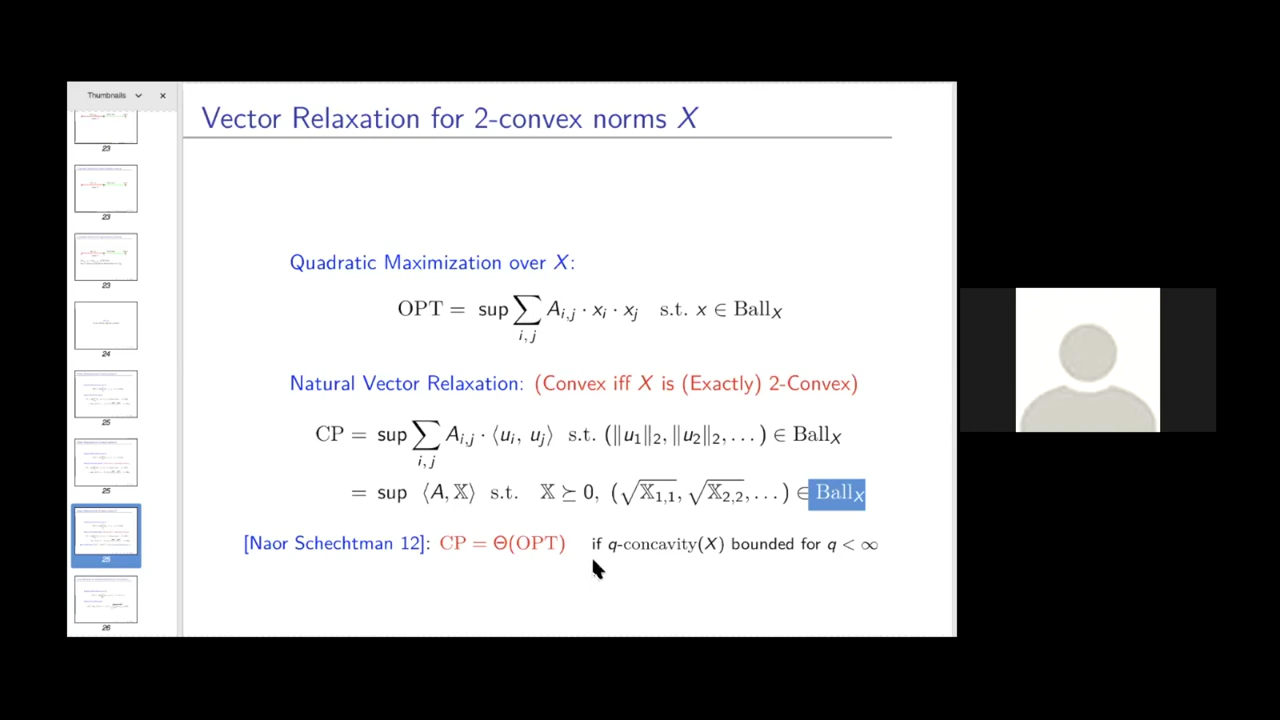 Thumbnails
Vector Relaxation for 2-convex norms X
23
23
23
24
25
25
25
26
Quadratic Maximization over X:
OPT = sup ∑_{i,j} A_{i,j} · x_i · x_j s.t. x ∈ Ball_X
Natural Vector Relaxation: (Convex iff X is (Exactly) 2-Convex)
CP = sup ∑_{i,j} A_{i,j} · ⟨u_i, u_j⟩ s.t. (‖u_1‖_2, ‖u_2‖_2, . . . ) ∈ Ball_X
= sup ⟨A, 𝕏⟩ s.t. 𝕏 ⪰ 0, (√𝕏_{1,1}, √𝕏_{2,2}, . . . ) ∈ Ball_X
[Naor Schechtman 12]: CP = Θ(OPT) if q-concavity(X) bounded for q < ∞